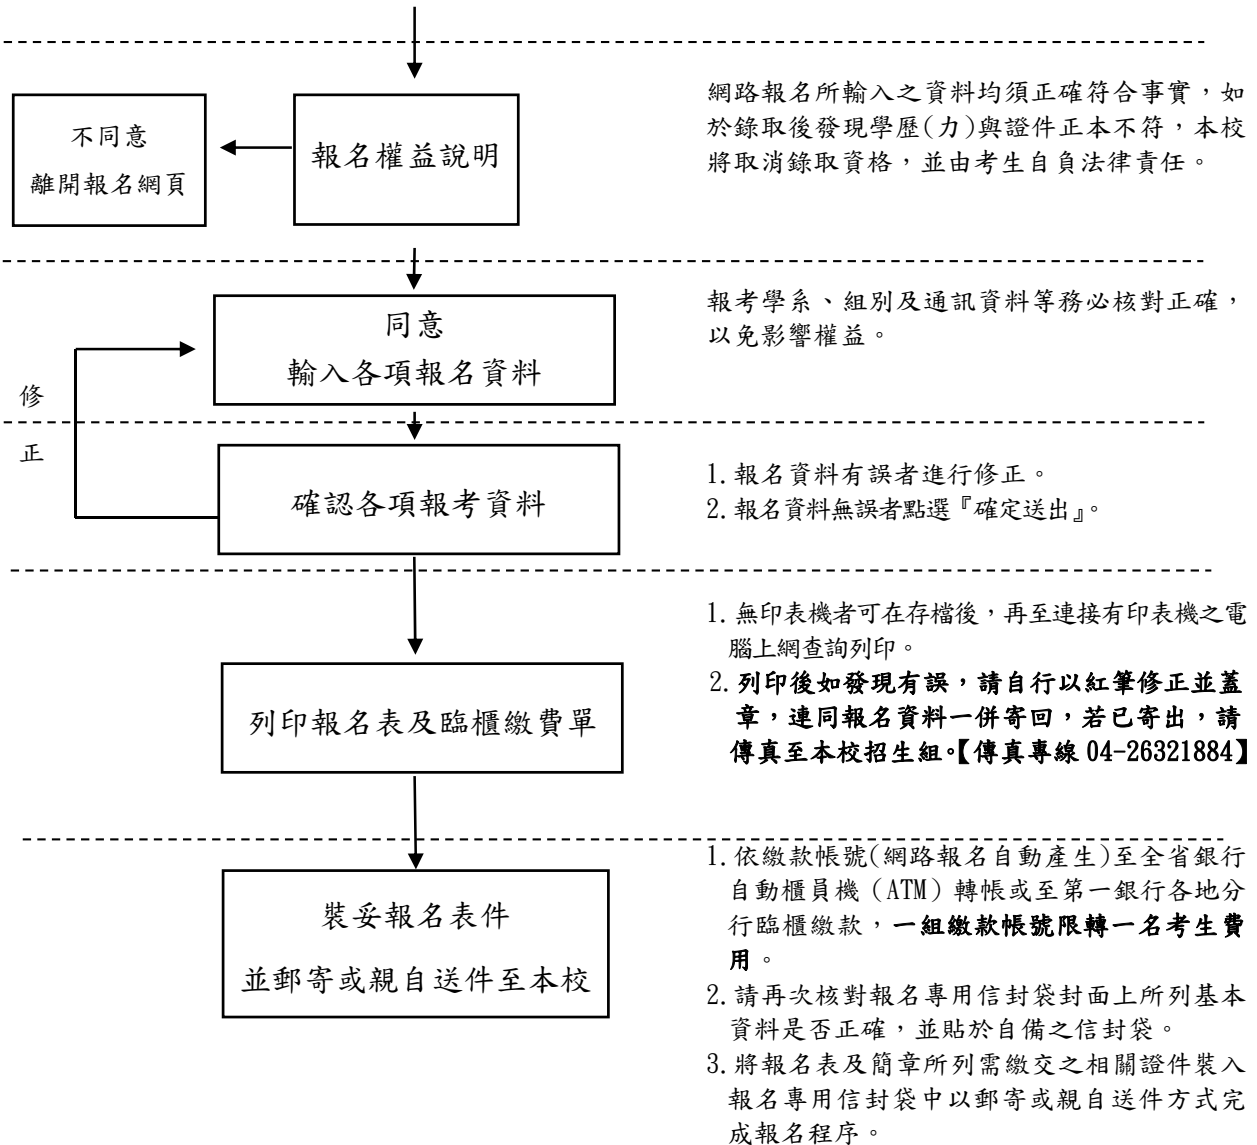 不同意
離開報名網頁
報名權益說明
網路報名所輸入之資料均須正確符合事實，如
於錄取後發現學歷(力)與證件正本不符，本校
將取消錄取資格，並由考生自負法律責任。
同意
輸入各項報名資料
報考學系、組別及通訊資料等務必核對正確，
以免影響權益。
修
正
確認各項報考資料
1.報名資料有誤者進行修正。
2.報名資料無誤者點選『確定送出』。
列印報名表及臨櫃繳費單
1.無印表機者可在存檔後，再至連接有印表機之電
腦上網查詢列印。
2.列印後如發現有誤，請自行以紅筆修正並蓋
章，連同報名資料一併寄回，若已寄出，請
傳真至本校招生組。【傳真專線 04-26321884】
裝妥報名表件
並郵寄或親自送件至本校
1.依繳款帳號(網路報名自動產生)至全省銀行
自動櫃員機（ATM）轉帳或至第一銀行各地分
行臨櫃繳款，一組繳款帳號限轉一名考生費
用。
2.請再次核對報名專用信封袋封面上所列基本
資料是否正確，並貼於自備之信封袋。
3.將報名表及簡章所列需繳交之相關證件裝入
報名專用信封袋中以郵寄或親自送件方式完
成報名程序。